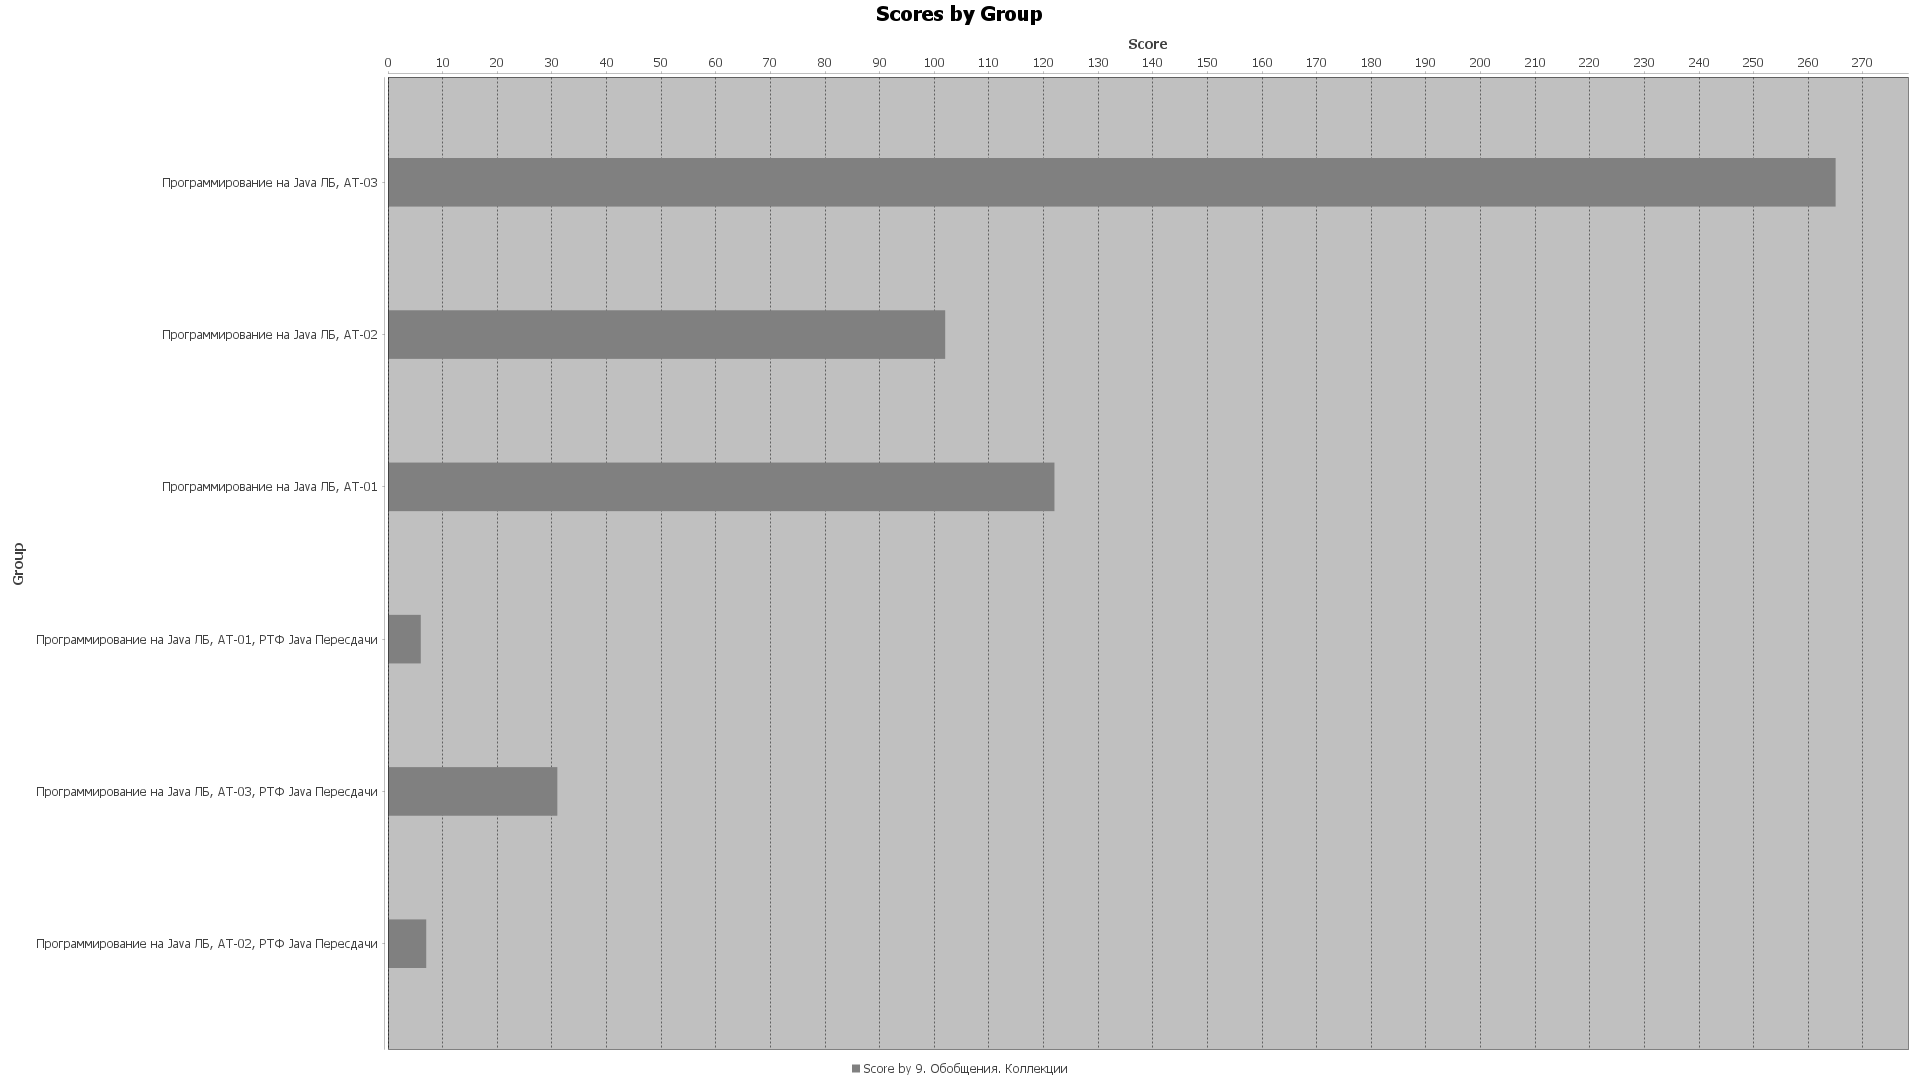 Scores by Group
Score
0 10 20 30 40 50 60 70 80 90 100 110 120 130 140 150 160 170 180 190 200 210 220 230 240 250 260 270
Программирование на Java ЛБ, АТ-03
Программирование на Java ЛБ, АТ-02
Программирование на Java ЛБ, АТ-01
Group
Программирование на Java ЛБ, АТ-01, РТФ Java Пересдачи
Программирование на Java ЛБ, АТ-03, РТФ Java Пересдачи
Программирование на Java ЛБ, АТ-02, РТФ Java Пересдачи
Score by 9. Обобщения. Коллекции